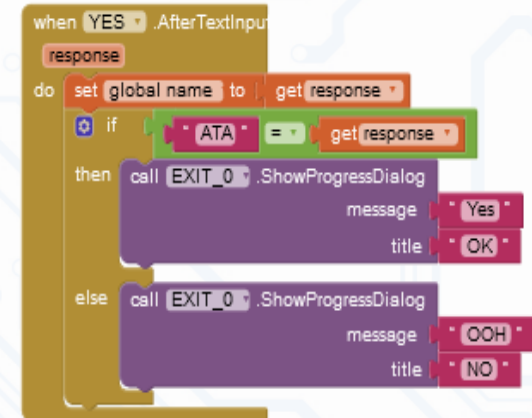 when YES .AfterTextInpu
response
do set global name to get response
if "ATA" = get response
then call EXIT_0 .ShowProgressDialog
message "Yes"
title "OK"
else call EXIT_0 .ShowProgressDialog
message "OOH"
title "NO"